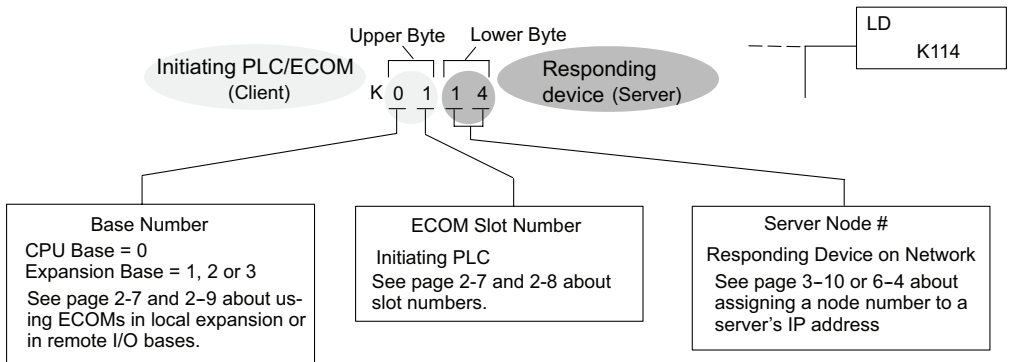 Upper Byte Lower Byte
Initiating PLC/ECOM
(Client)
K 0 1 1 4
Responding
device (Server)
LD
K114
Base Number
CPU Base = 0
Expansion Base = 1, 2 or 3
See page 2-7 and 2–9 about us-
ing ECOMs in local expansion or
in remote I/O bases.
ECOM Slot Number
Initiating PLC
See page 2-7 and 2-8 about
slot numbers.
Server Node #
Responding Device on Network
See page 3–10 or 6–4 about
assigning a node number to a
server's IP address